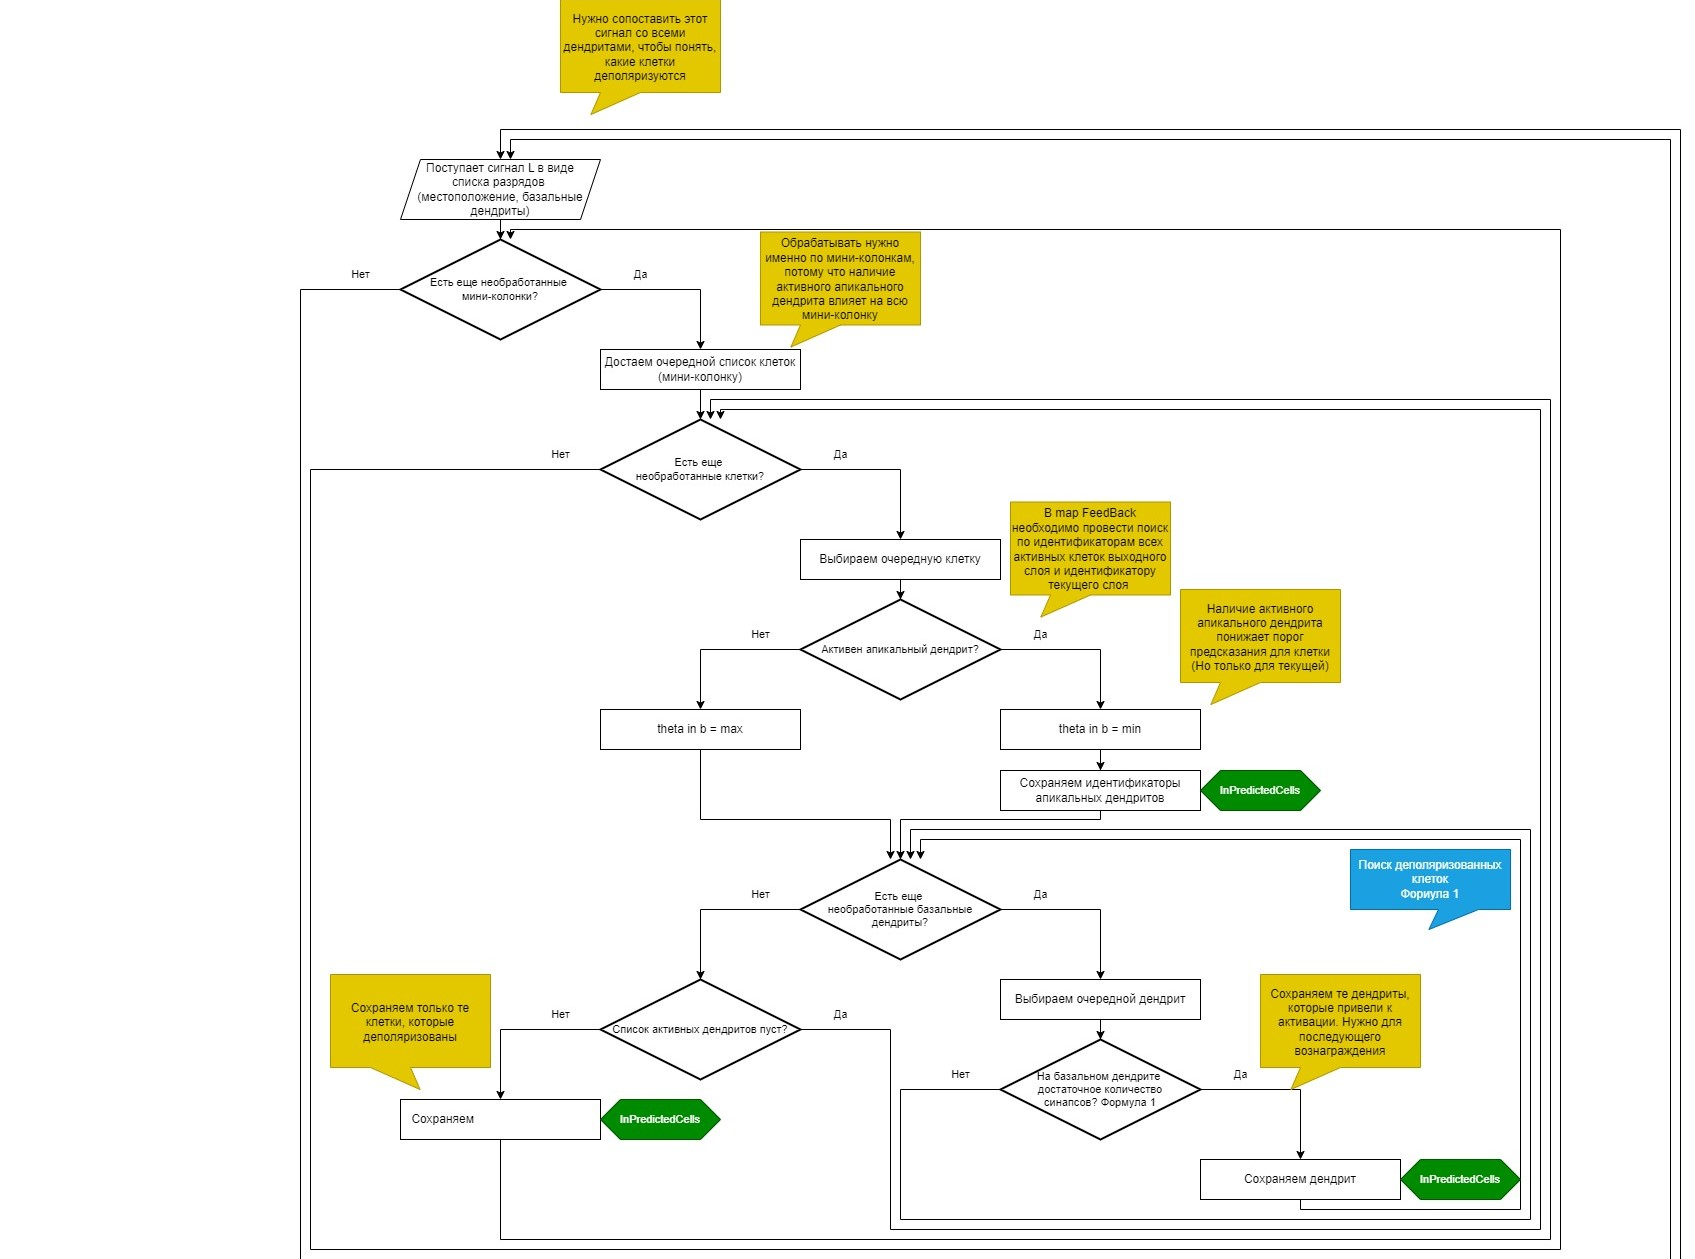 Нужно сопоставить этот
сигнал со всеми
дендритами, чтобы понять,
какие клетки
деполяризуются
Поступает сигнал L в виде
списка разрядов
(местоположение, базальные
дендриты)
Обрабатывать нужно
именно по мини-колонкам,
потому что наличие
активного апикального
дендрита влияет на всю
мини-колонку
Нет
Есть еще необработанные
мини-колонки?
Да
Достаем очередной список клеток
(мини-колонку)
Нет
Есть еще
необработанные клетки?
Да
В map FeedBack
необходимо провести поиск
по идентификаторам всех
активных клеток выходного
слоя и идентификатору
текущего слоя
Выбираем очередную клетку
Наличие активного
апикального дендрита
понижает порог
предсказания для клетки
(Но только для текущей)
Нет
Активен апикальный дендрит?
Да
theta in b = max
theta in b = min
Сохраняем идентификаторы
апикальных дендритов
InPredictedCells
Поиск деполяризованных
клеток
Фориула 1
Нет
Есть еще
необработанные базальные
дендриты?
Да
Сохраняем только те
клетки, которые
деполяризованы
Выбираем очередной дендрит
Сохраняем те дендриты,
которые привели к
активации. Нужно для
последующего
вознаграждения
Нет
Список активных дендритов пуст?
Да
Нет
На базальном дендрите
достаточное количество
синапсов? Формула 1
Да
Сохраняем
InPredictedCells
Сохраняем дендрит
InPredictedCells